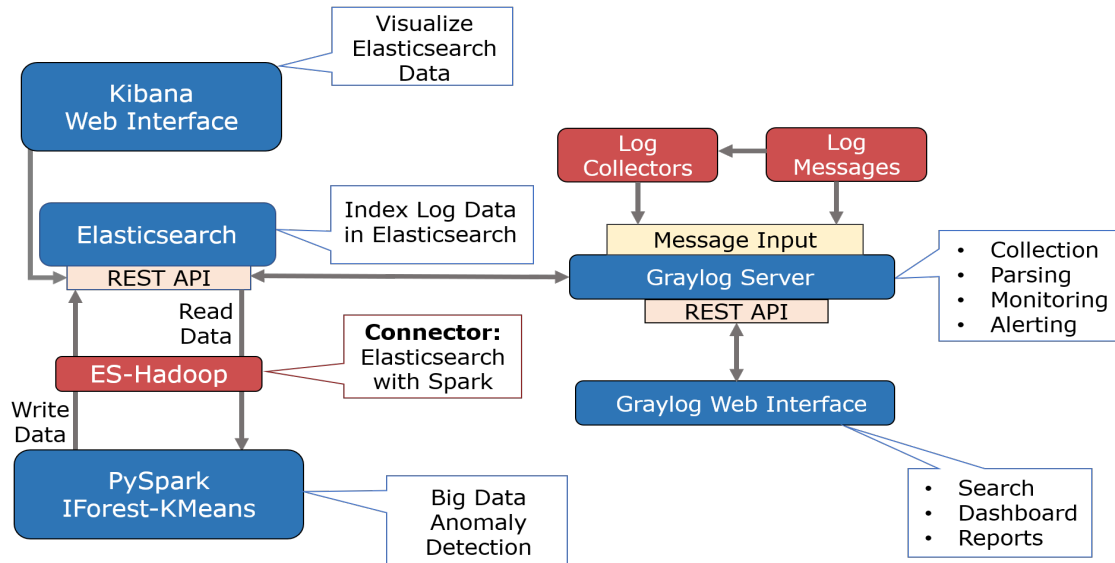 Visualize
Elasticsearch
Data
Kibana
Web Interface
Log
Collectors
Log
Messages
Elasticsearch
Index Log Data
in Elasticsearch
REST API
Message Input
Graylog Server
REST API
• Collection
• Parsing
• Monitoring
• Alerting
Read
Data
Connector:
Elasticsearch
with Spark
ES-Hadoop
Graylog Web Interface
Write
Data
PySpark
IForest-KMeans
Big Data
Anomaly
Detection
• Search
• Dashboard
• Reports